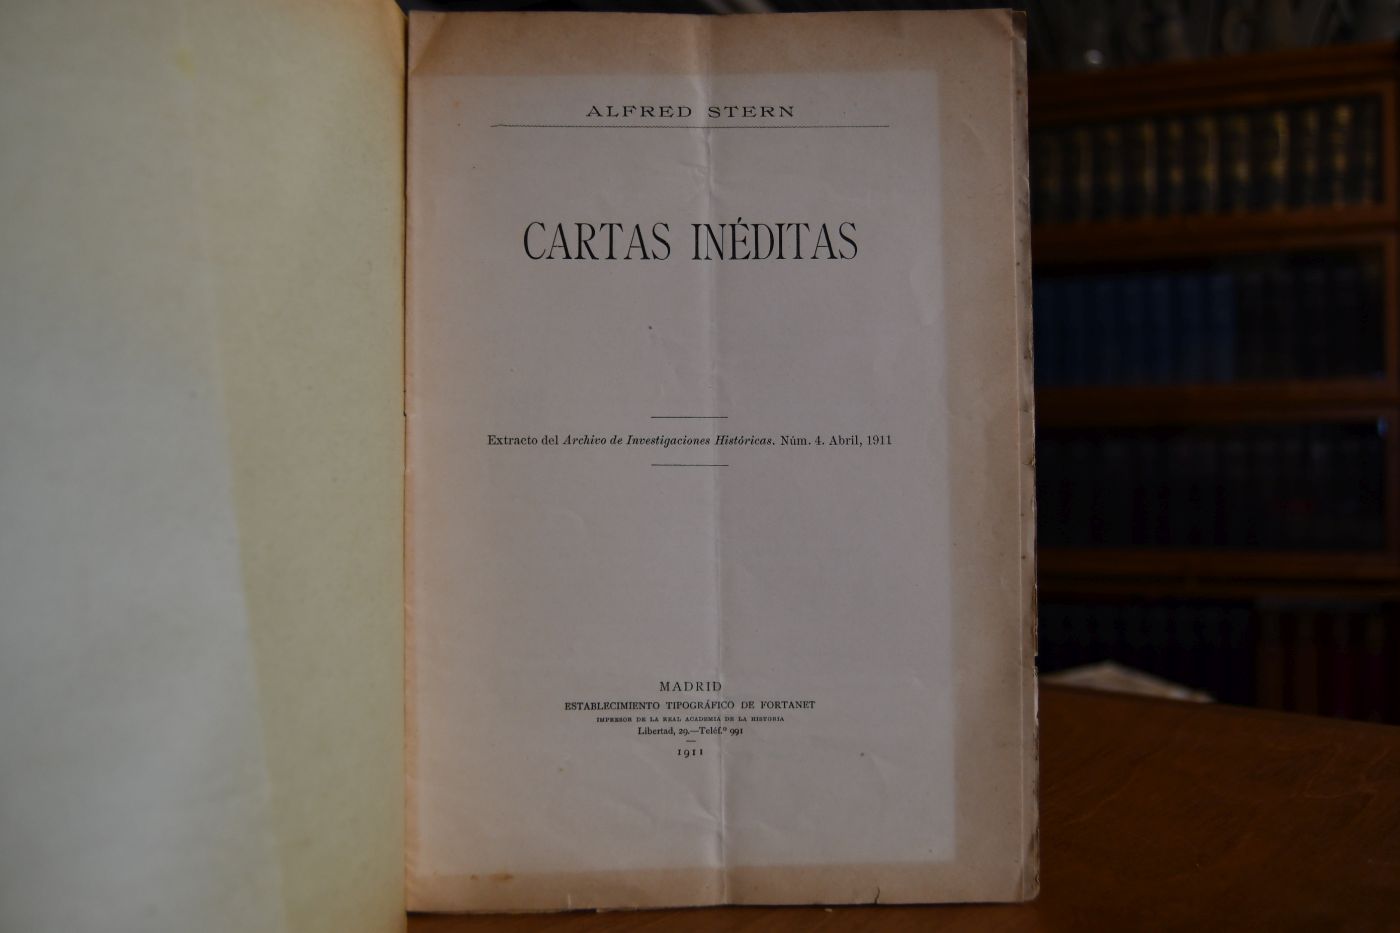 ALFRED STERN
CARTAS INÉDITAS
Extracto del Archivo de Investigaciones Históricas. Núm. 4. Abril, 1911
MADRID
ESTABLECIMIENTO TIPOGRÁFICO DE FORTANET
IMPRESOR DE LA REAL ACADEMIA DE LA HISTORIA
Libertad, 29.—Teléf.º 991
1911